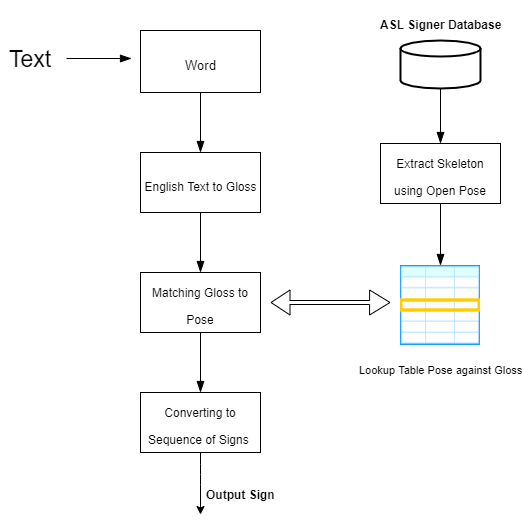 Text
Word
English Text to Gloss
Matching Gloss to
Pose
Converting to
Sequence of Signs
Output Sign
ASL Signer Database
Extract Skeleton
using Open Pose
Lookup Table Pose against Gloss